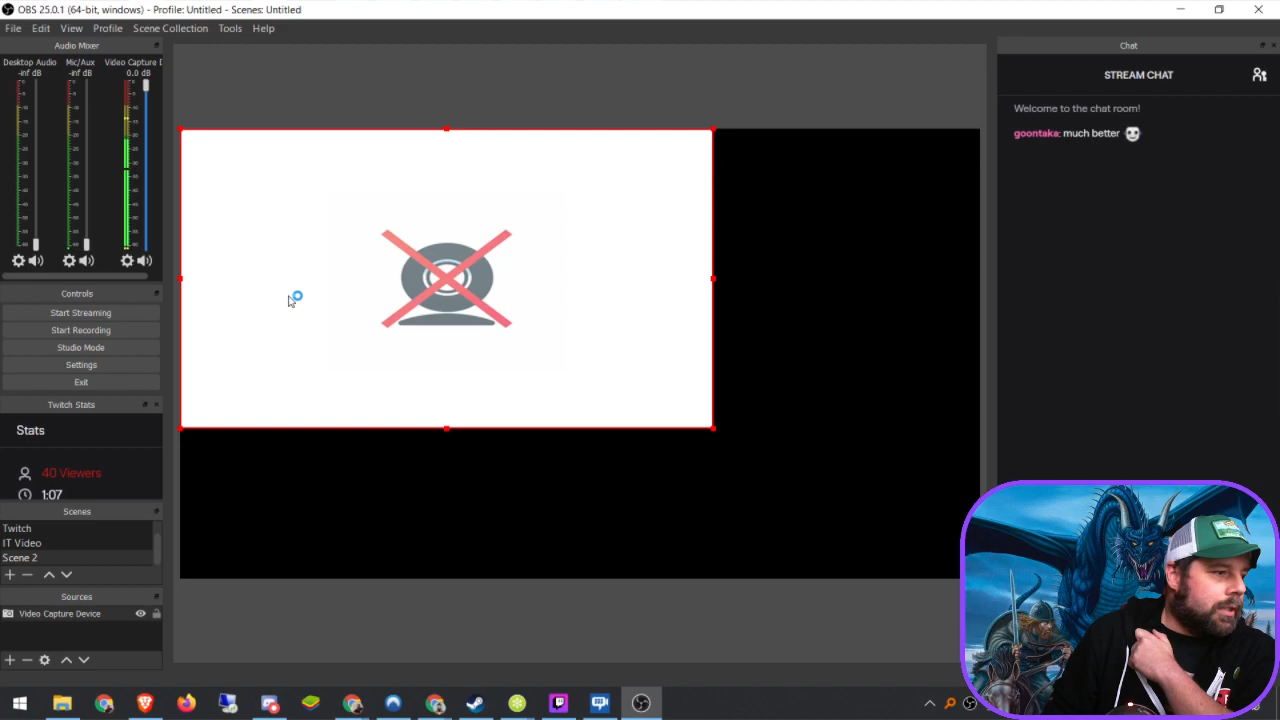 OBS 25.0.1 (64-bit, windows) - Profile: Untitled - Scenes: Untitled
File Edit View Profile Scene Collection Tools Help
Audio Mixer
Desktop Audio Mic/Aux Video Capture D
-inf dB -inf dB 0.0 dB
Controls
Start Streaming
Start Recording
Studio Mode
Settings
Exit
Twitch Stats
Stats
40 Viewers
1:07
Scenes
Twitch
IT Video
Scene 2
Sources
Video Capture Device
Chat
STREAM CHAT
Welcome to the chat room!
goontaka: much better